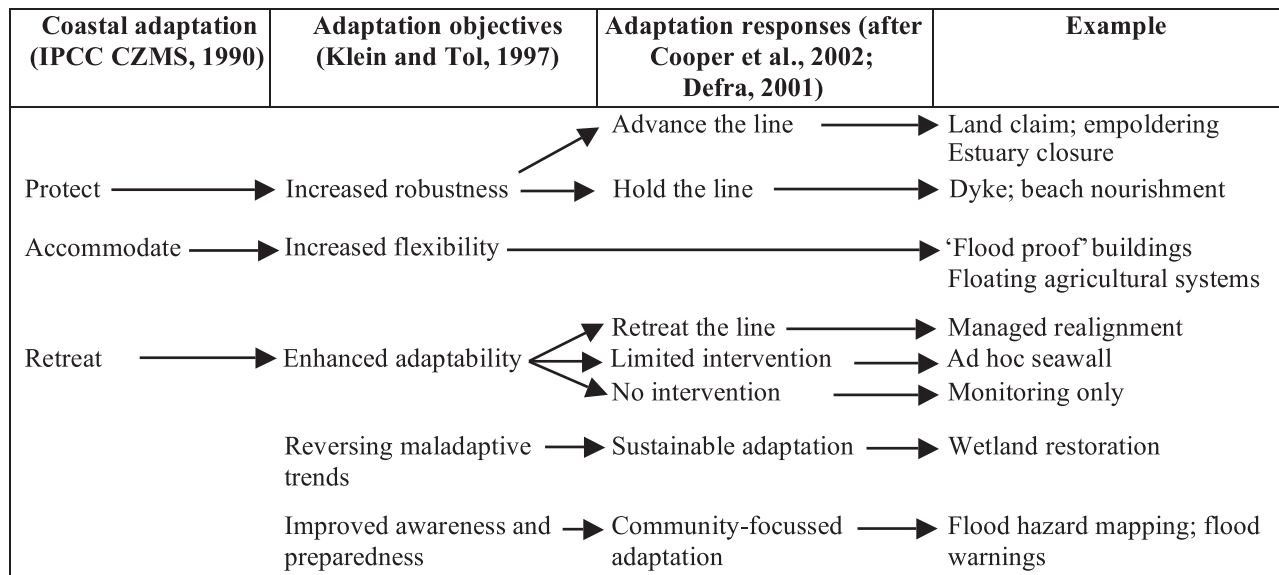 Coastal adaptation
(IPCC CZMS, 1990)
Adaptation objectives
(Klein and Tol, 1997)
Adaptation responses (after
Cooper et al., 2002;
Defra, 2001)
Example
Advance the line
Land claim; empoldering
Estuary closure
Protect
Increased robustness
Hold the line
Dyke; beach nourishment
Accommodate
Increased flexibility
‘Flood proof’ buildings
Floating agricultural systems
Retreat the line
Managed realignment
Retreat
Enhanced adaptability
Limited intervention
Ad hoc seawall
No intervention
Monitoring only
Reversing maladaptive
trends
Sustainable adaptation
Wetland restoration
Improved awareness and
preparedness
Community-focussed
adaptation
Flood hazard mapping; flood
warnings